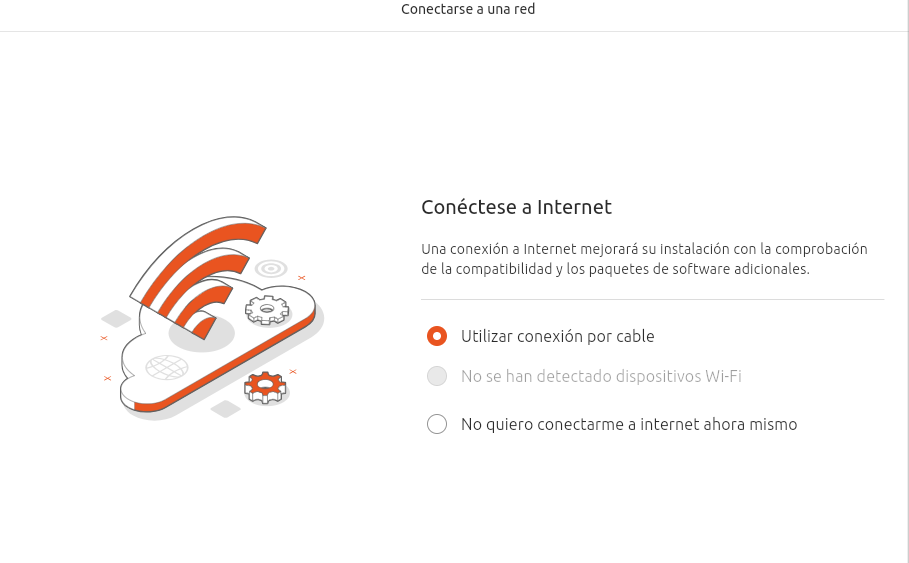 Conectarse a una red
Conéctese a Internet
Una conexión a Internet mejorará su instalación con la comprobación
de la compatibilidad y los paquetes de software adicionales.
Utilizar conexión por cable
No se han detectado dispositivos Wi-Fi
No quiero conectarme a internet ahora mismo